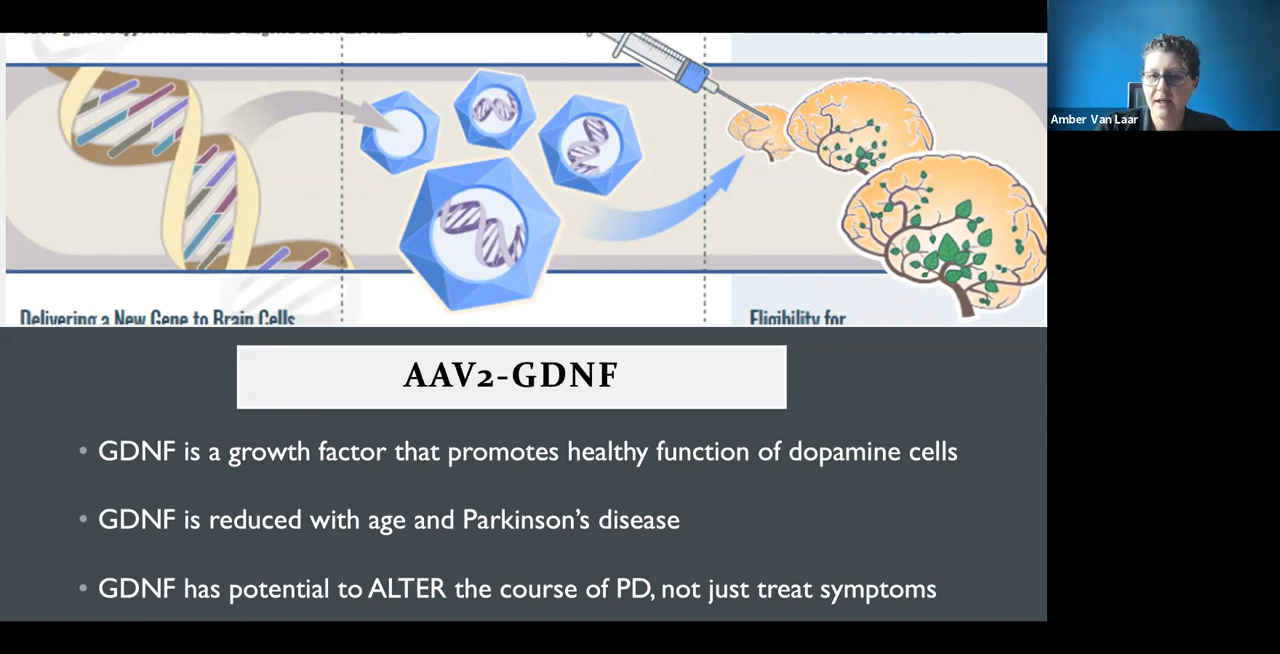 Amber Van Laar
Delivering a New Gene to Brain Cells
Eligibility for
AAV2-GDNF
• GDNF is a growth factor that promotes healthy function of dopamine cells
• GDNF is reduced with age and Parkinson’s disease
• GDNF has potential to ALTER the course of PD, not just treat symptoms